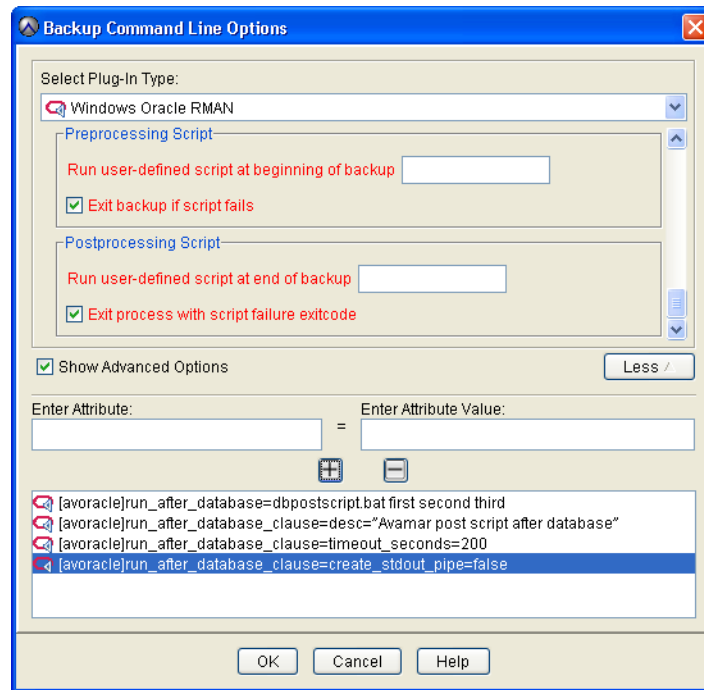 Backup Command Line Options
Select Plug-In Type:
Windows Oracle RMAN
Preprocessing Script
Run user-defined script at beginning of backup
Exit backup if script fails
Postprocessing Script
Run user-defined script at end of backup
Exit process with script failure exitcode
Show Advanced Options
Less
Enter Attribute:
Enter Attribute Value:
=
[avoracle]run_after_database=dbpostscript.bat first second third
[avoracle]run_after_database_clause=desc=”Avamar post script after database”
[avoracle]run_after_database_clause=timeout_seconds=200
[avoracle]run_after_database_clause=create_stdout_pipe=false
OK Cancel Help